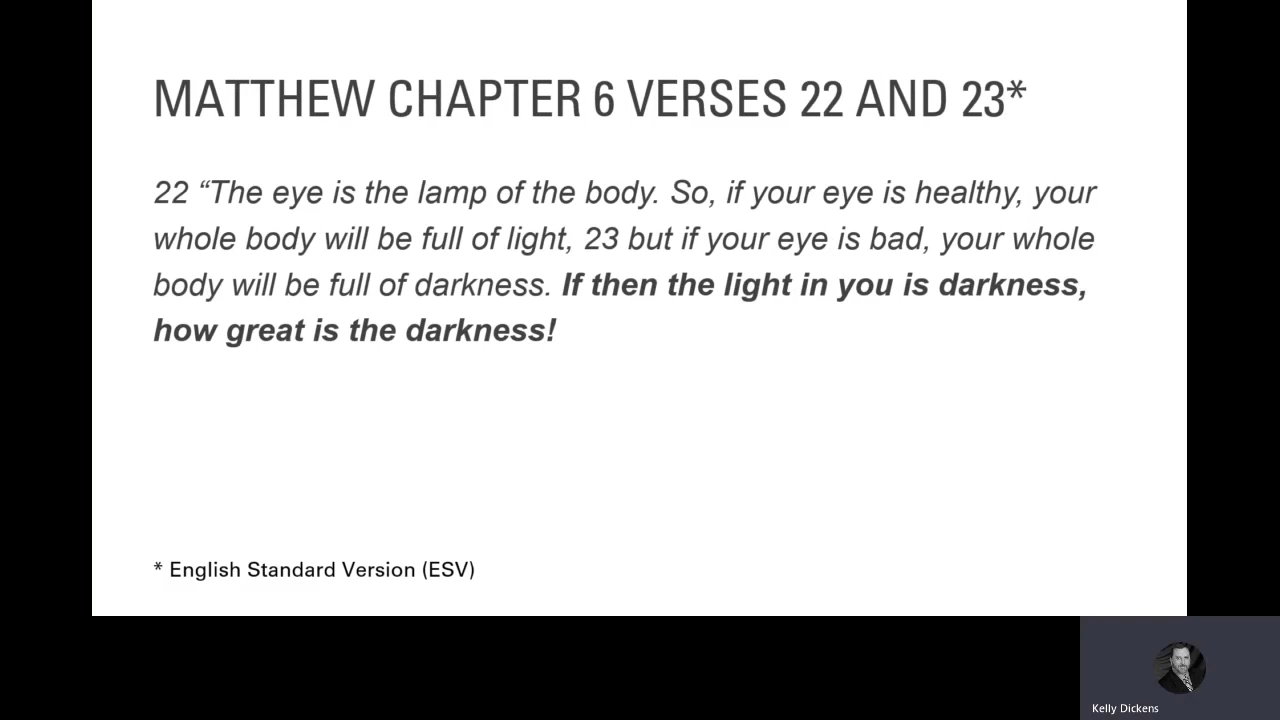 MATTHEW CHAPTER 6 VERSES 22 AND 23*
22 “The eye is the lamp of the body. So, if your eye is healthy, your
whole body will be full of light, 23 but if your eye is bad, your whole
body will be full of darkness. If then the light in you is darkness,
how great is the darkness!
* English Standard Version (ESV)
Kelly Dickens